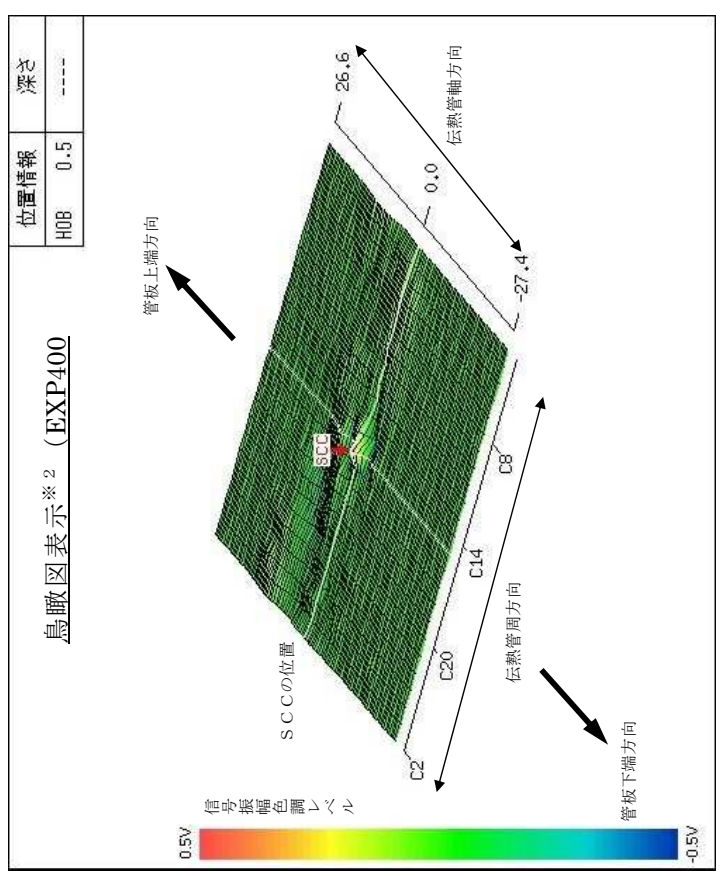 鳥瞰図表示※2 (EXP400
位置情報 深さ
HOB 0.5 ----
信号振幅色調レベル
0.5V
-0.5V
SCCの位置
SCC
管板上端方向
管板下端方向
伝熱管周方向
伝熱管軸方向
C2
C20
C14
C8
26.6
0.0
-27.4